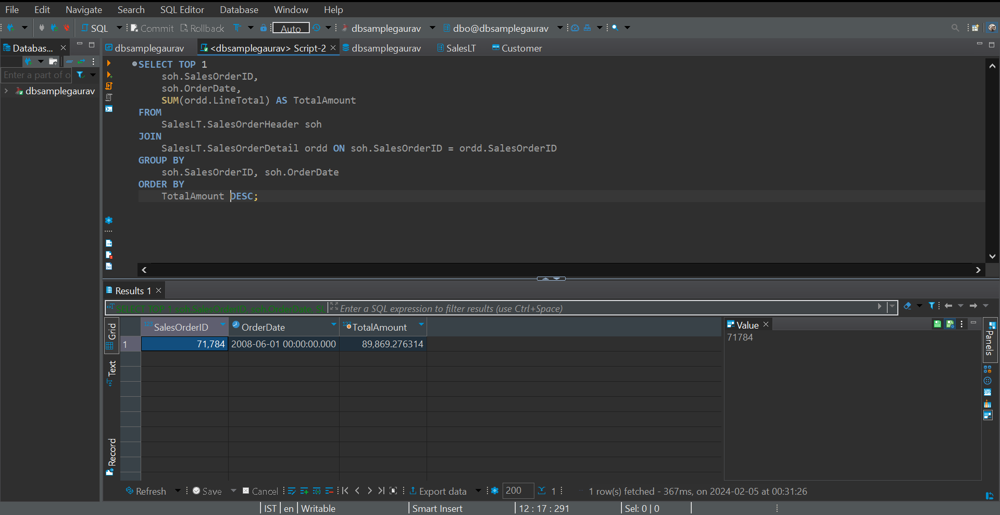 File Edit Navigate Search SQL Editor Database Window Help
SQL Commit Rollback Auto dbsamplegaurav dbo@dbsamplegaurav
Databas... dbsamplegaurav <dbsamplegaurav> Script-2 dbsamplegaurav SalesLT Customer
Enter a part of o
dbsamplegaurav
SELECT TOP 1
soh.SalesOrderID,
soh.OrderDate,
SUM(ordd.LineTotal) AS TotalAmount
FROM
SalesLT.SalesOrderHeader soh
JOIN
SalesLT.SalesOrderDetail ordd ON soh.SalesOrderID = ordd.SalesOrderID
GROUP BY
soh.SalesOrderID, soh.OrderDate
ORDER BY
TotalAmount DESC;
Results 1
SELECT TOP 1 soh.SalesOrderID, soh.OrderDate, SU Enter a SQL expression to filter results (use Ctrl+Space)
Grid
Text
Record
SalesOrderID OrderDate TotalAmount
1 71,784 2008-06-01 00:00:00.000 89,869.276314
Value
71784
Panels
Refresh Save Cancel Export data 200 1 1 row(s) fetched - 367ms, on 2024-02-05 at 00:31:26
IST en Writable Smart Insert 12 : 17 : 291 Sel: 0 | 0